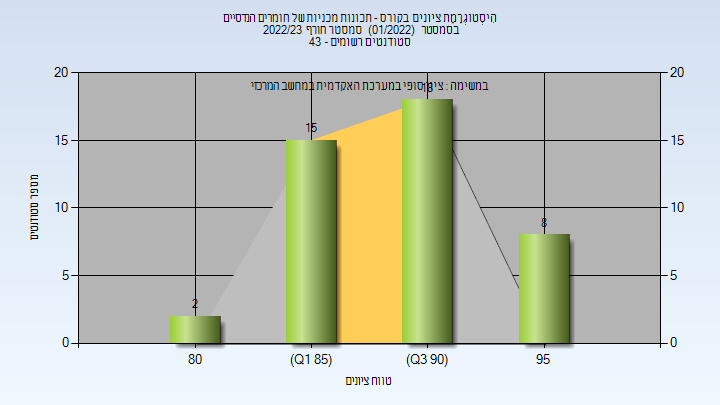 היסטוגרמת ציונים בקורס - תכונות מכניות של חומרים הנדסיים
בסמסטר (01/2022) סמסטר חורף 2022/23
סטודנטים רשומים - 43
במשימה : ציון סופי במערכת האקדמית במחשב המרכזי
20
15
10
5
0
מספר סטודנטים
2
15
18
8
20
15
10
5
0
80
(Q1 85)
(Q3 90)
95
טווח ציונים